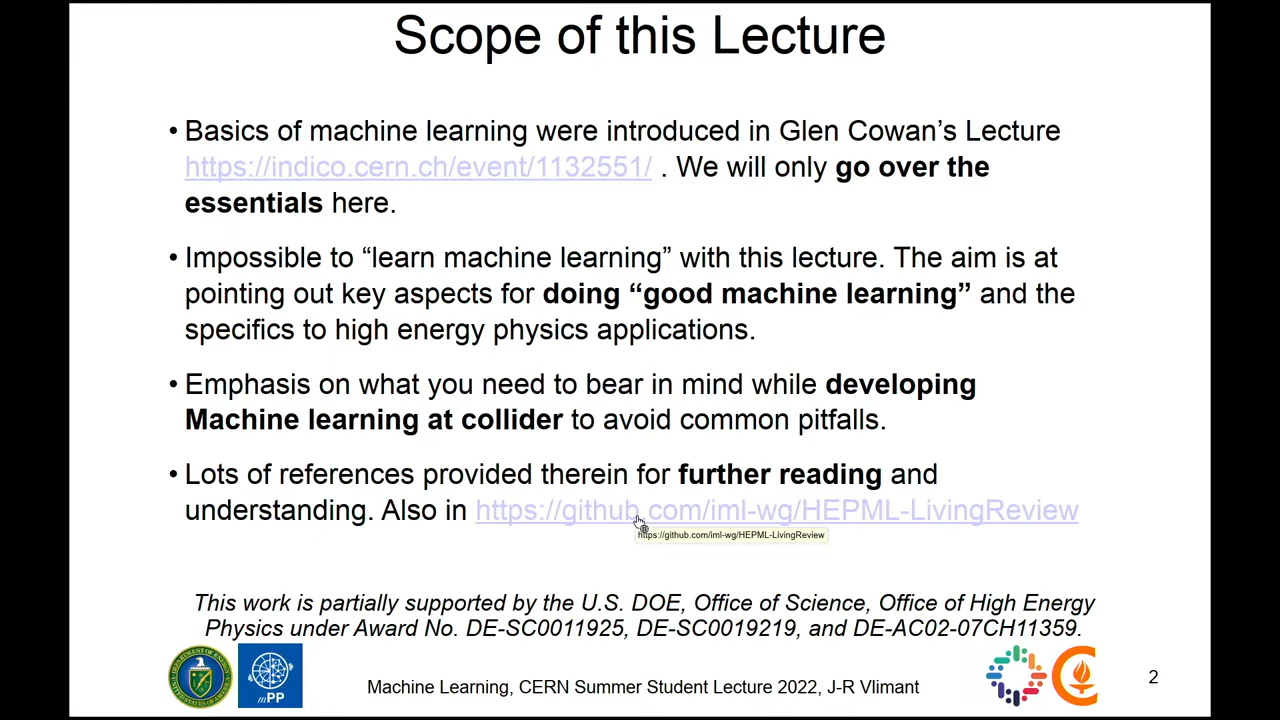 Scope of this Lecture
• Basics of machine learning were introduced in Glen Cowan’s Lecture
https://indico.cern.ch/event/1132551/ . We will only go over the
essentials here.
• Impossible to “learn machine learning” with this lecture. The aim is at
pointing out key aspects for doing “good machine learning” and the
specifics to high energy physics applications.
• Emphasis on what you need to bear in mind while developing
Machine learning at collider to avoid common pitfalls.
• Lots of references provided therein for further reading and
understanding. Also in https://github.com/iml-wg/HEPML-LivingReview
https://github.com/iml-wg/HEPML-LivingReview
This work is partially supported by the U.S. DOE, Office of Science, Office of High Energy
Physics under Award No. DE-SC0011925, DE-SC0019219, and DE-AC02-07CH11359.
mPP
Machine Learning, CERN Summer Student Lecture 2022, J-R Vlimant
2